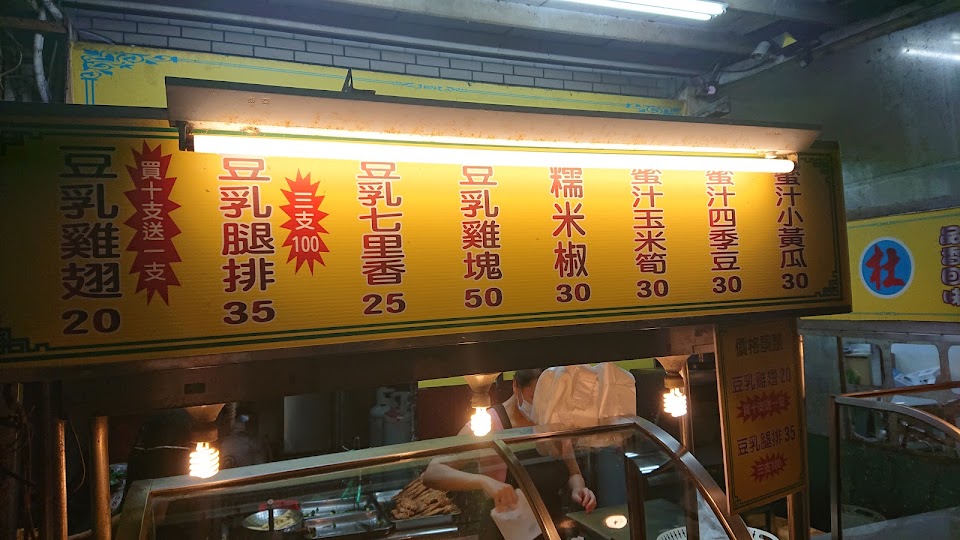 豆乳雞翅 20
買十支送一支
豆乳腿排 35
三支100
豆乳七里香 25
豆乳雞塊 50
糯米椒 30
蜜汁玉米筍 30
蜜汁四季豆 30
蜜汁小黃瓜 30
杜
豆乳雞翅 20
豆乳腿排 35